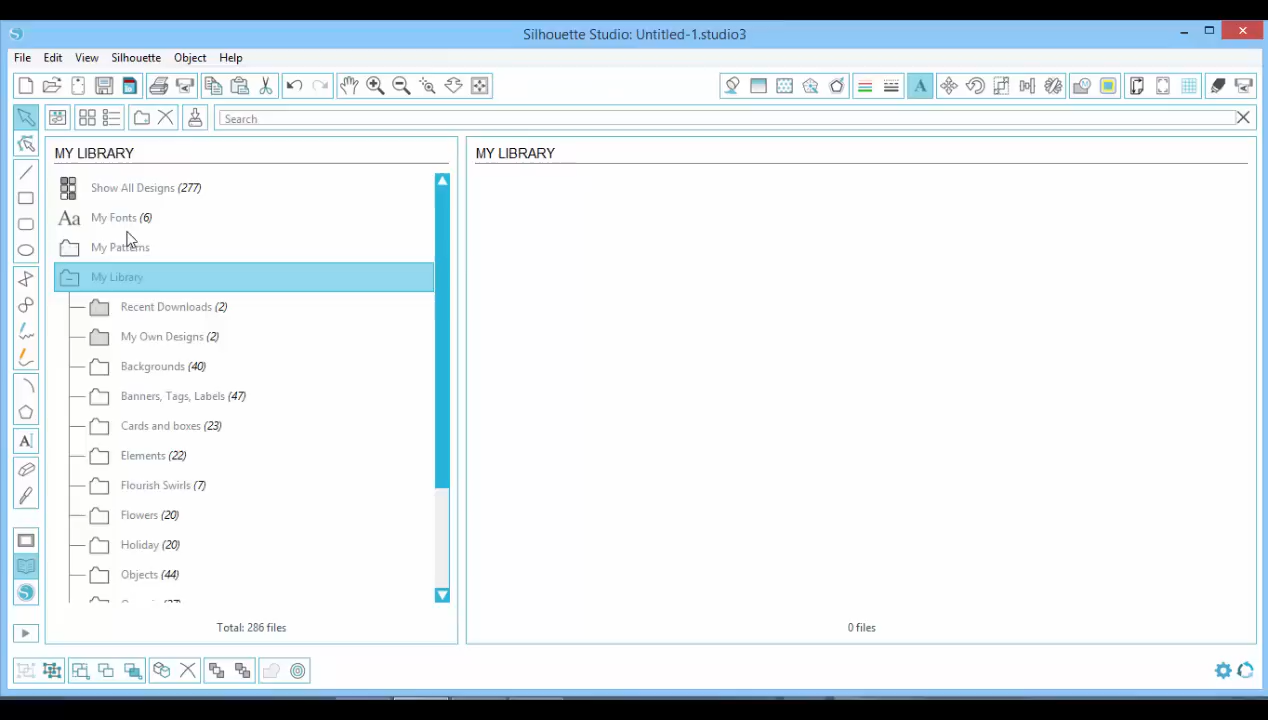 Silhouette Studio: Untitled-1.studio3
File Edit View Silhouette Object Help
Search
MY LIBRARY
Show All Designs (277)
Aa My Fonts (6)
My Patterns
My Library
Recent Downloads (2)
My Own Designs (2)
Backgrounds (40)
Banners, Tags, Labels (47)
Cards and boxes (23)
Elements (22)
Flourish Swirls (7)
Flowers (20)
Holiday (20)
Objects (44)
Total: 286 files
MY LIBRARY
0 files